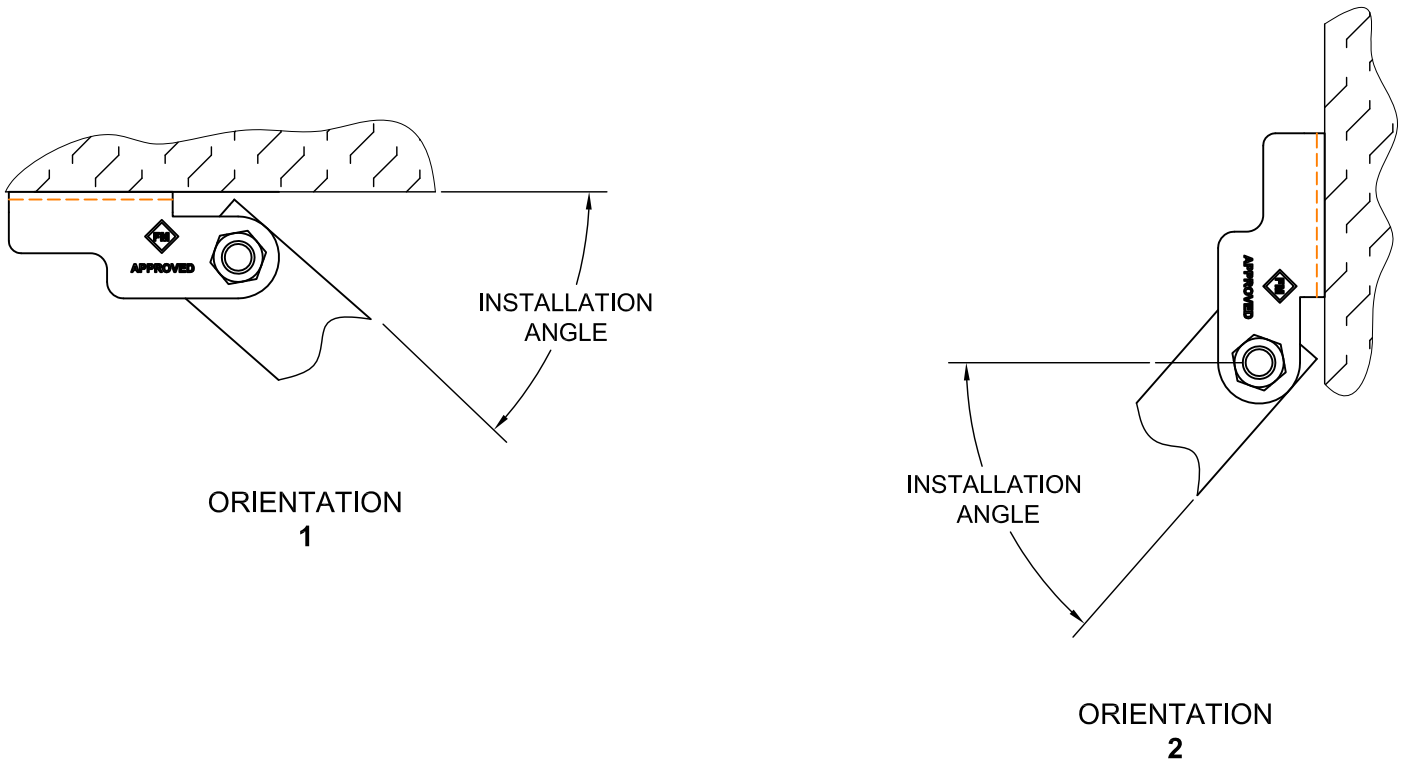 FM
APPROVED
INSTALLATION
ANGLE
ORIENTATION
1
FM
APPROVED
INSTALLATION
ANGLE
ORIENTATION
2